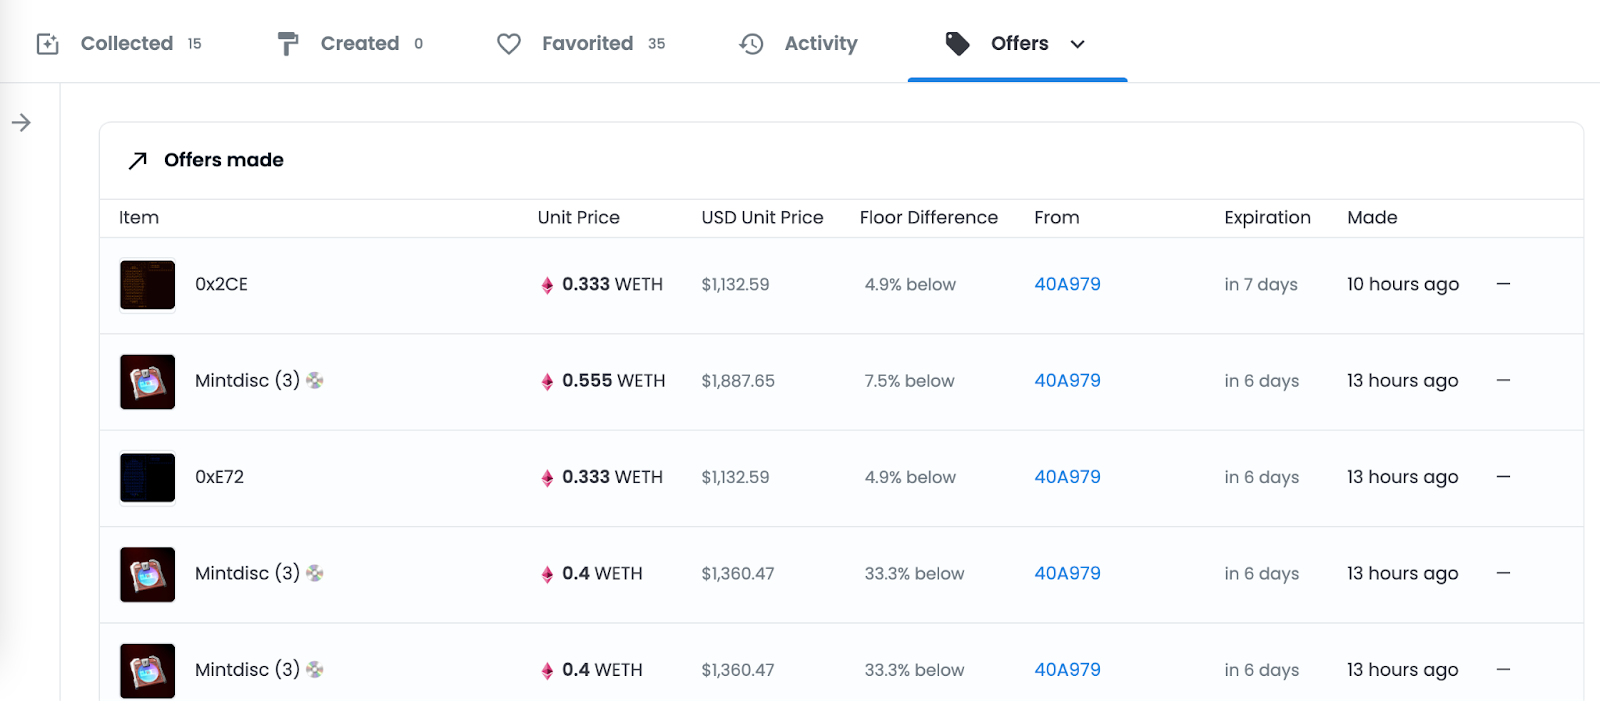 Collected 15 Created 0 Favorited 35 Activity Offers
Offers made
Item Unit Price USD Unit Price Floor Difference From Expiration Made
0x2CE 0.333 WETH $1,132.59 4.9% below 40A979 in 7 days 10 hours ago —
Mintdisc (3) 💿 0.555 WETH $1,887.65 7.5% below 40A979 in 6 days 13 hours ago —
0xE72 0.333 WETH $1,132.59 4.9% below 40A979 in 6 days 13 hours ago —
Mintdisc (3) 💿 0.4 WETH $1,360.47 33.3% below 40A979 in 6 days 13 hours ago —
Mintdisc (3) 💿 0.4 WETH $1,360.47 33.3% below 40A979 in 6 days 13 hours ago —